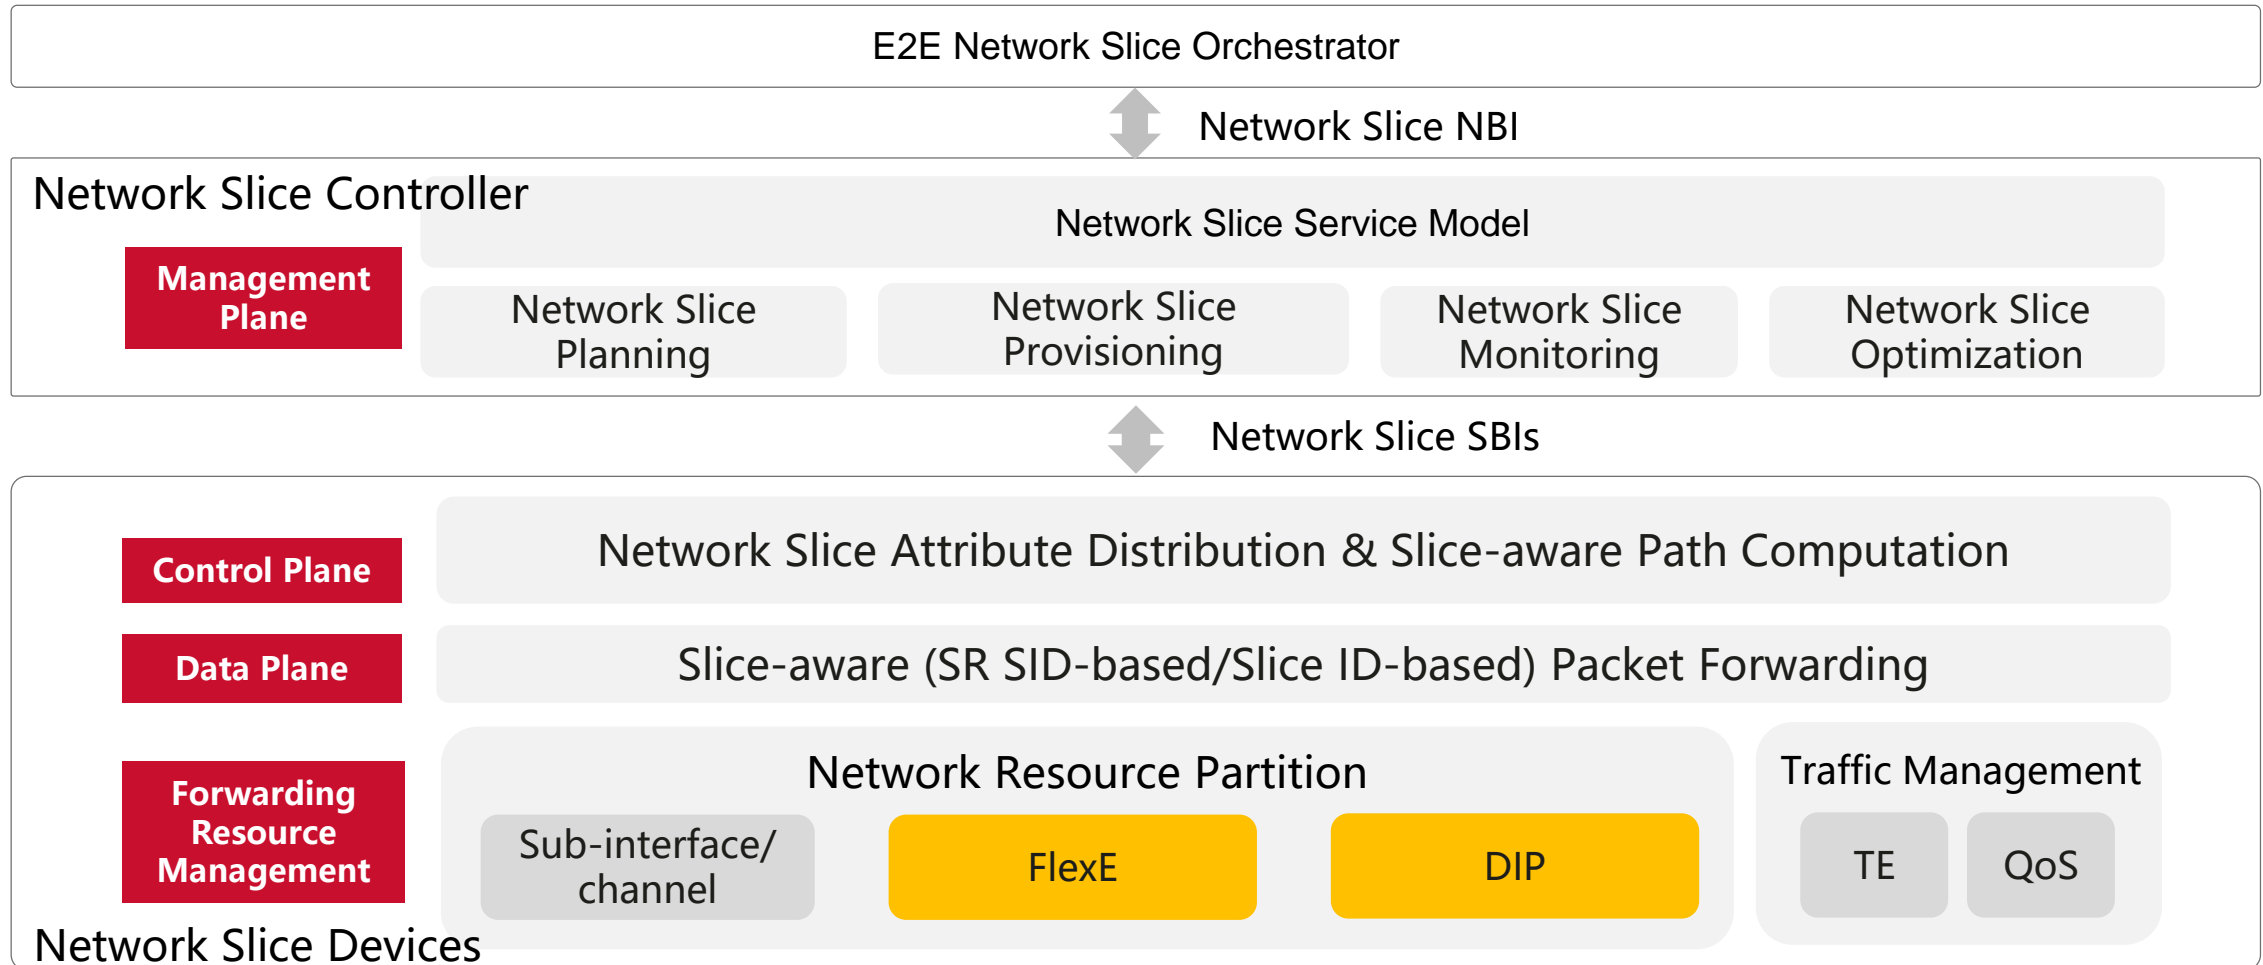 E2E Network Slice Orchestrator
Network Slice NBI
Network Slice Controller
Network Slice Service Model
Management
Plane
Network Slice
Planning
Network Slice
Provisioning
Network Slice
Monitoring
Network Slice
Optimization
Network Slice SBIs
Control Plane
Network Slice Attribute Distribution & Slice-aware Path Computation
Data Plane
Slice-aware (SR SID-based/Slice ID-based) Packet Forwarding
Forwarding
Resource
Management
Network Resource Partition
Sub-interface/
channel
FlexE
DIP
Traffic Management
TE
QoS
Network Slice Devices